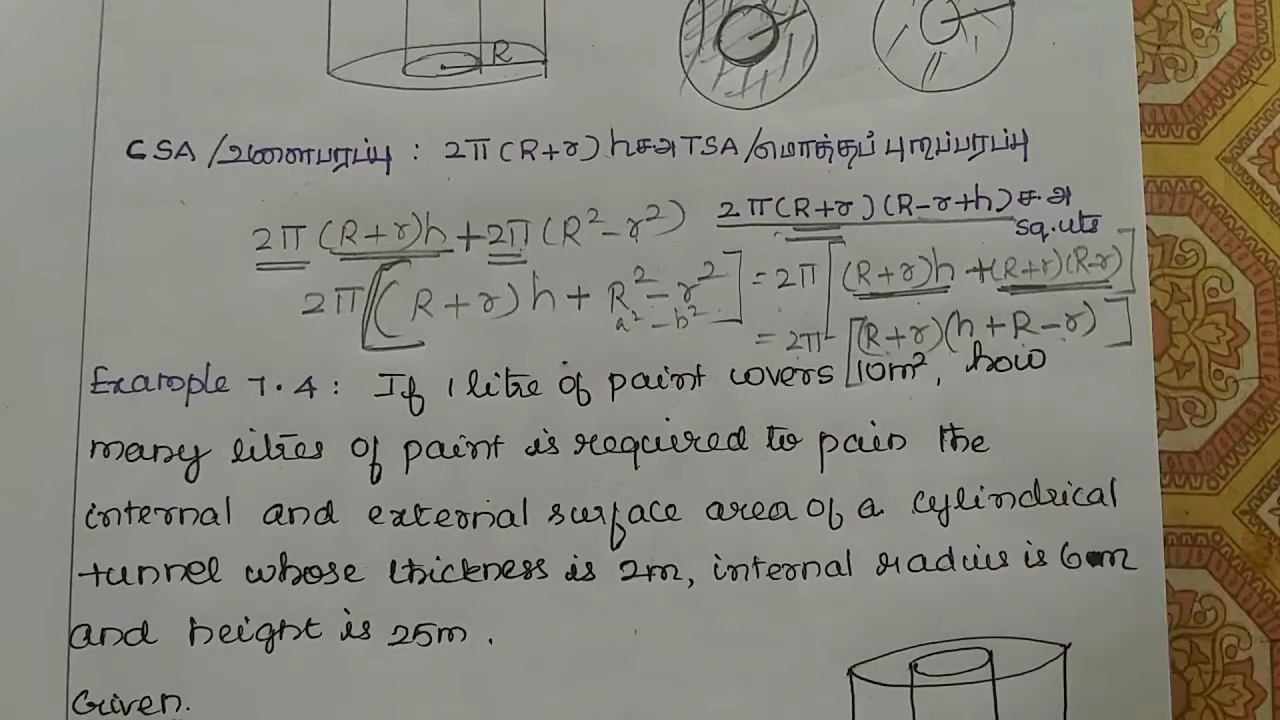 R
CSA / வளைபரப்பு : 2π (R+r) h ச.அ TSA / மொத்தப் புறப்பரப்பு
2π (R+r)h + 2π (R² - r²) 2π(R+r) (R-r+h) ச.அ
sq.uts
2π [(R+r) h + R² - r²] = 2π [(R+r)h + (R+r)(R-r)]
a² - b²
= 2π [(R+r)(h+R-r)]
Example 7.4 : If 1 litre of paint covers 10m², how
many litres of paint is required to pain the
internal and external surface area of a cylindrical
tunnel whose thickness is 2m, internal radius is 6m
and height is 25m.
Given.